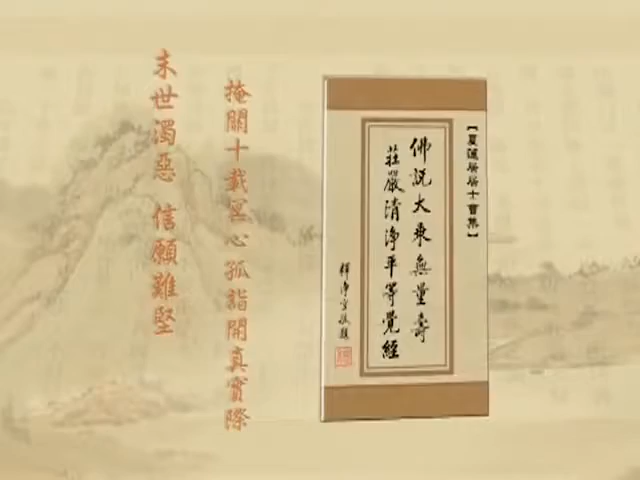 【夏蓮居居士會集】
佛說大乘無量壽
莊嚴清淨平等覺經
釋淨空敬題
掩關十載 心孤詣開真實際
末世濁惡 信願難堅